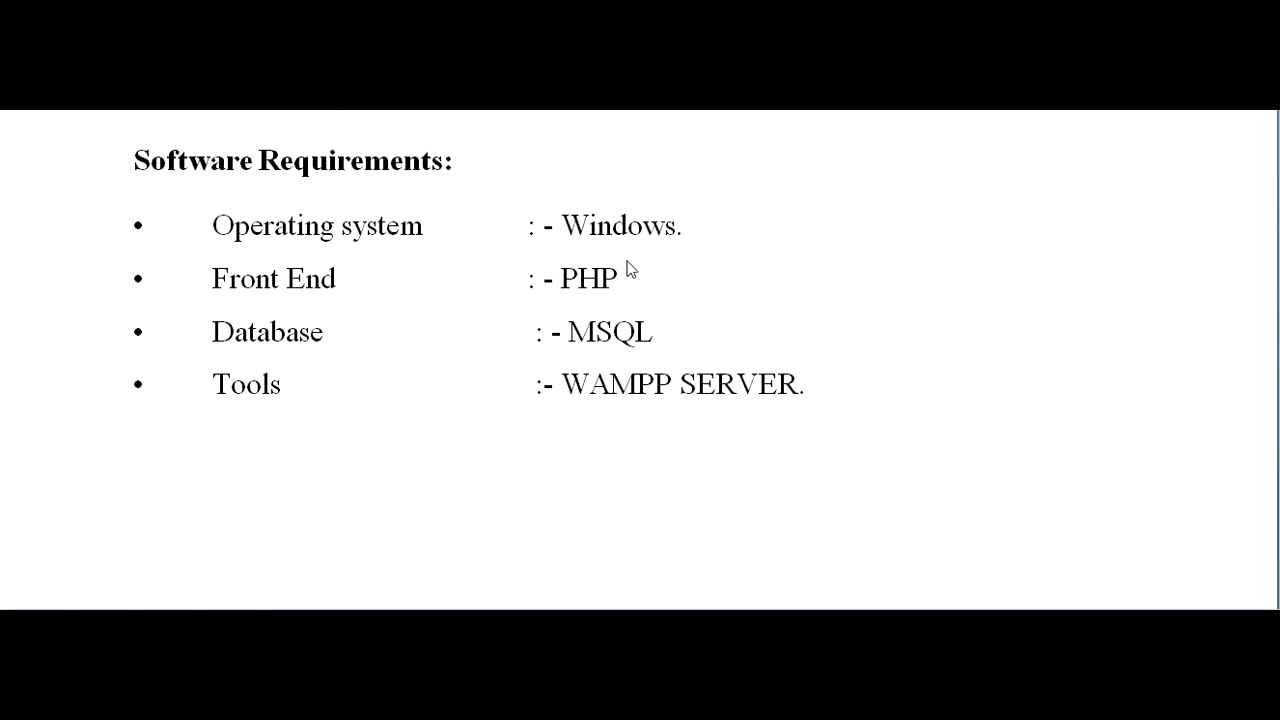 Software Requirements:
• Operating system : - Windows.
• Front End : - PHP
• Database : - MSQL
• Tools :- WAMPP SERVER.